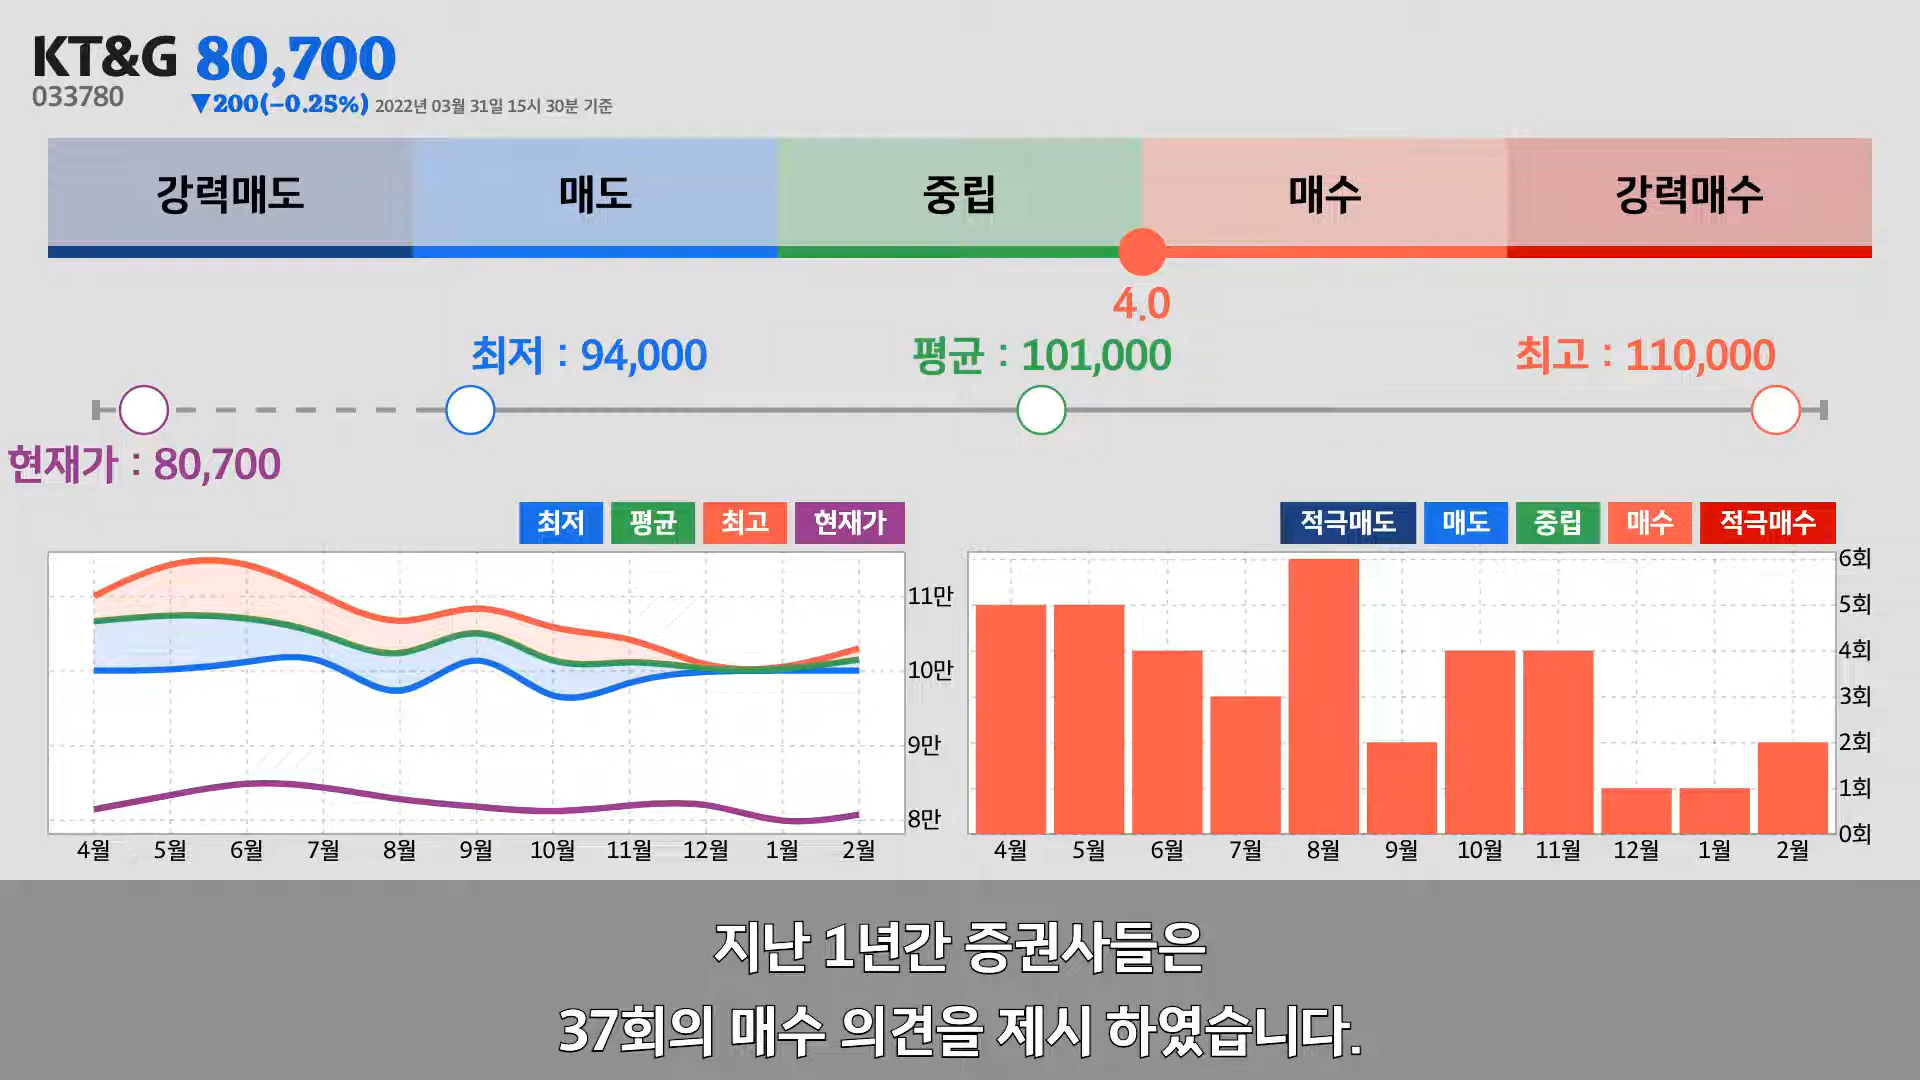 KT&G 80,700
033780 ▼200(-0.25%) 2022년 03월 31일 15시 30분 기준
강력매도 매도 중립 매수 강력매수
4.0
최저 : 94,000 평균 : 101,000 최고 : 110,000
현재가 : 80,700
최저 평균 최고 현재가
11만
10만
9만
8만
4월 5월 6월 7월 8월 9월 10월 11월 12월 1월 2월
적극매도 매도 중립 매수 적극매수
6회
5회
4회
3회
2회
1회
0회
4월 5월 6월 7월 8월 9월 10월 11월 12월 1월 2월
지난 1년간 증권사들은
37회의 매수 의견을 제시 하였습니다.